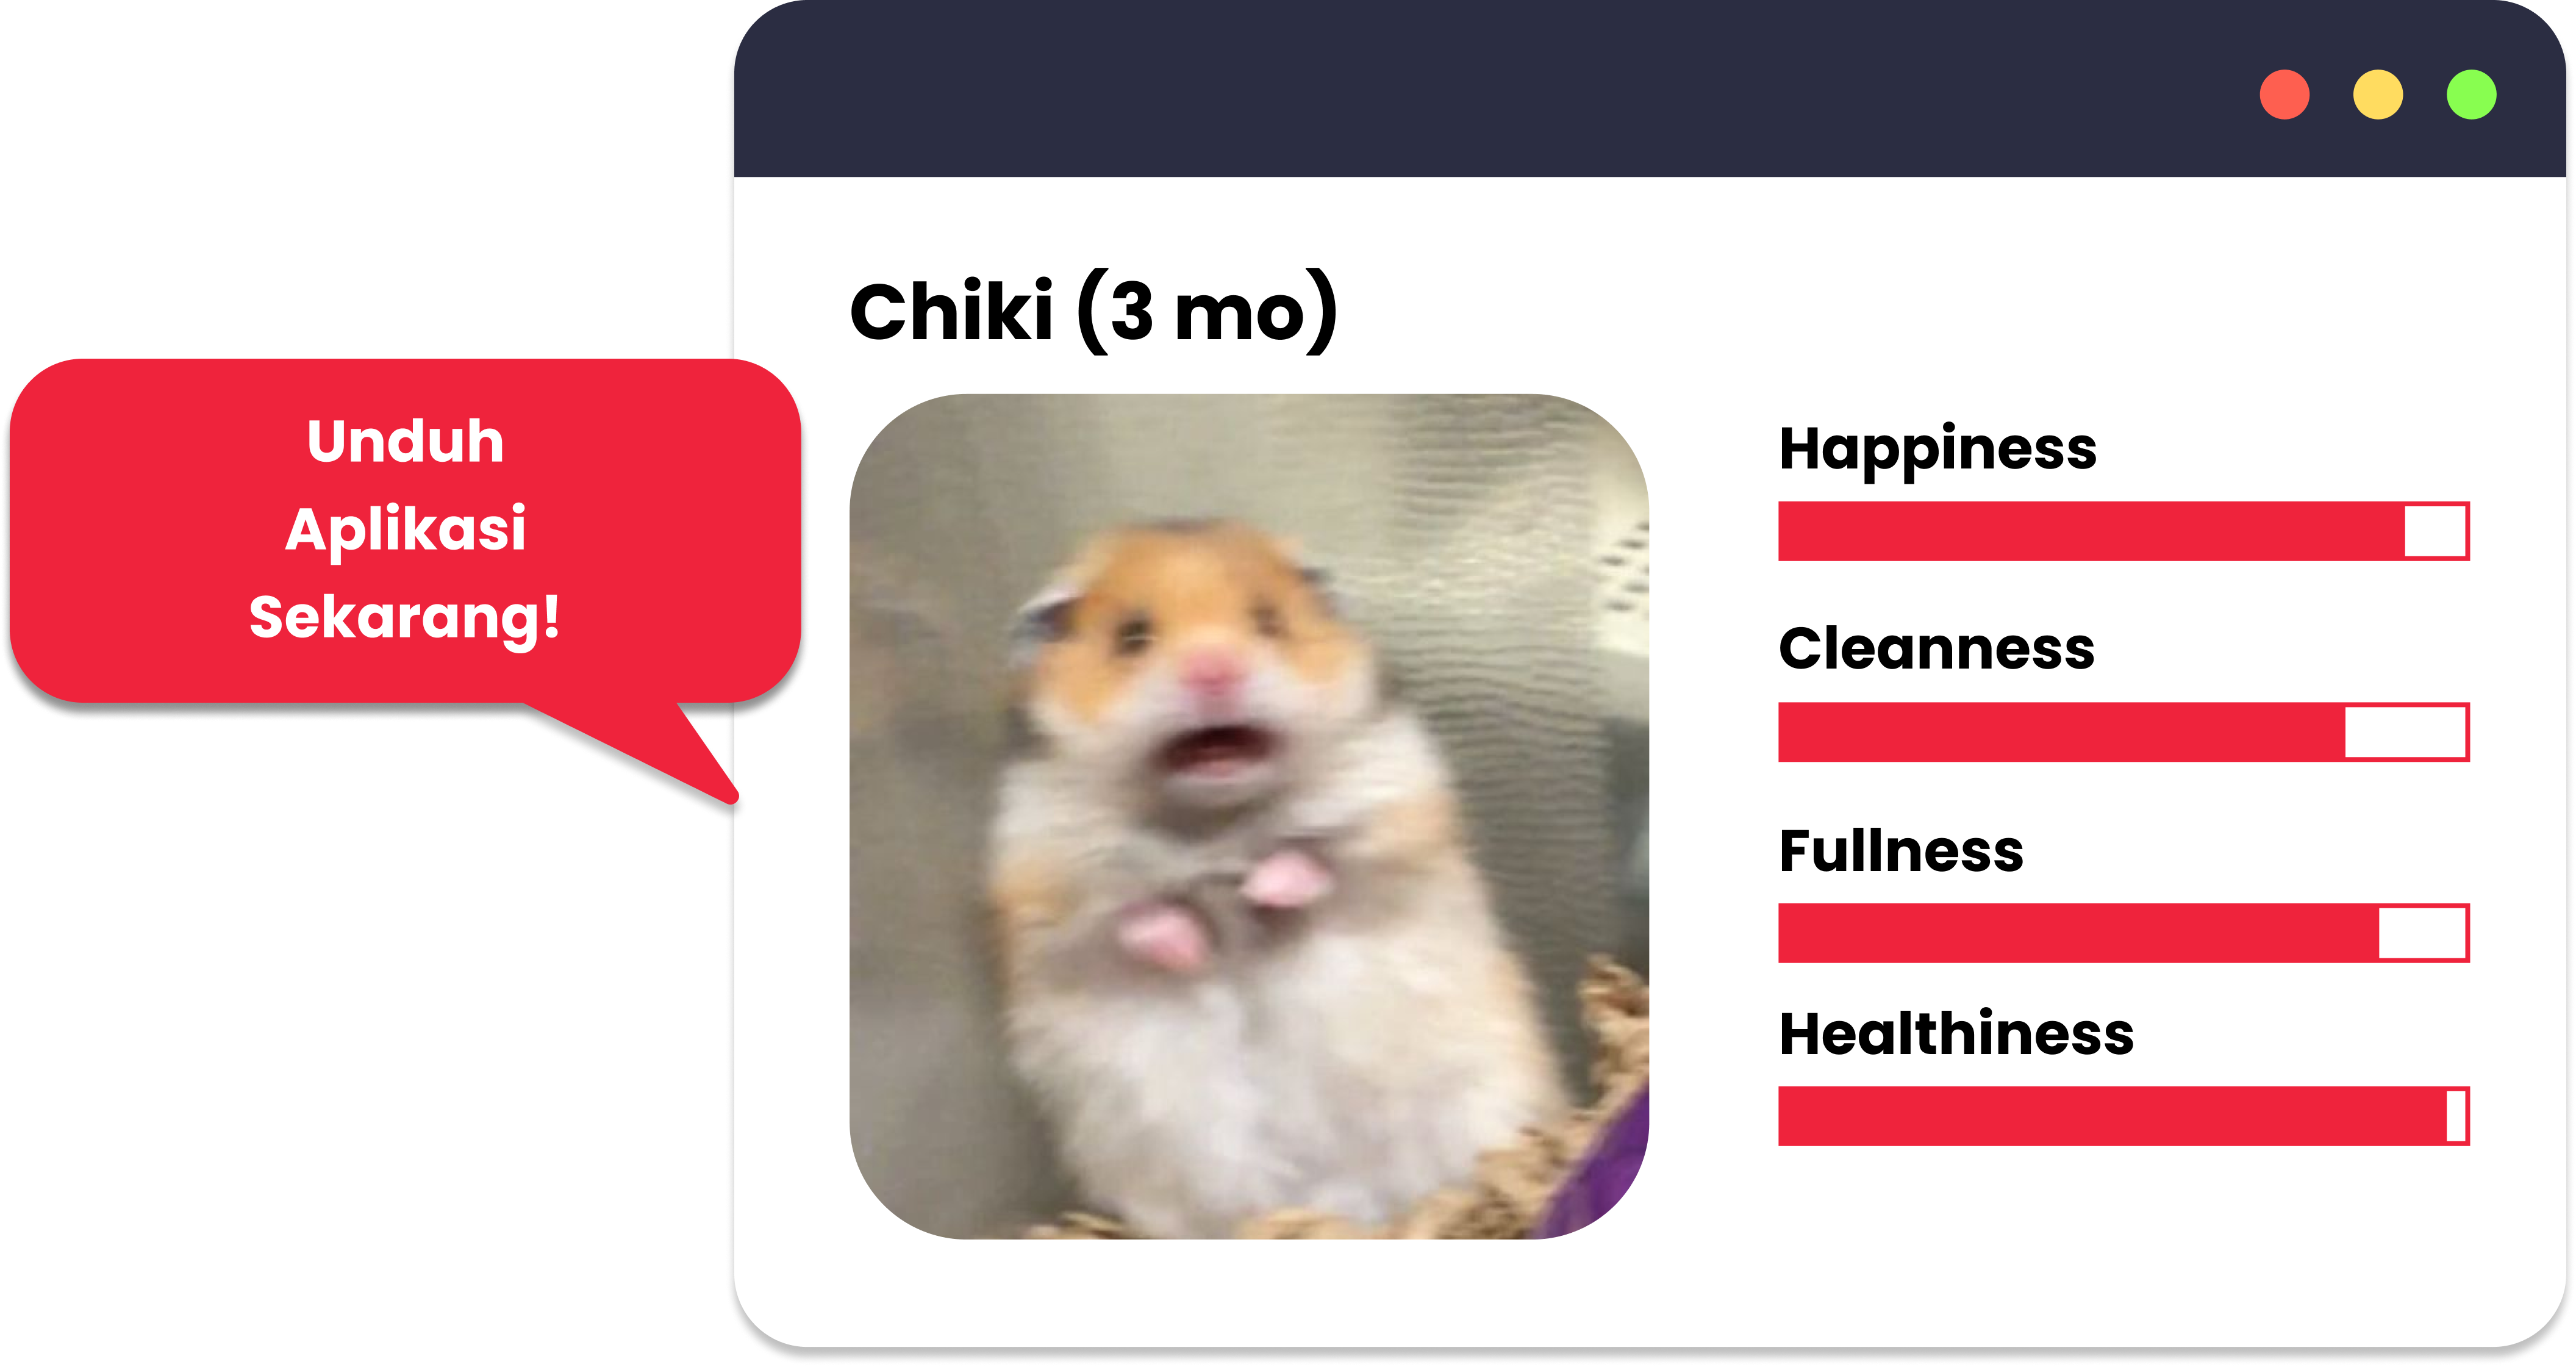 Chiki (3 mo)
Unduh
Aplikasi
Sekarang!
Happiness
Cleanness
Fullness
Healthiness